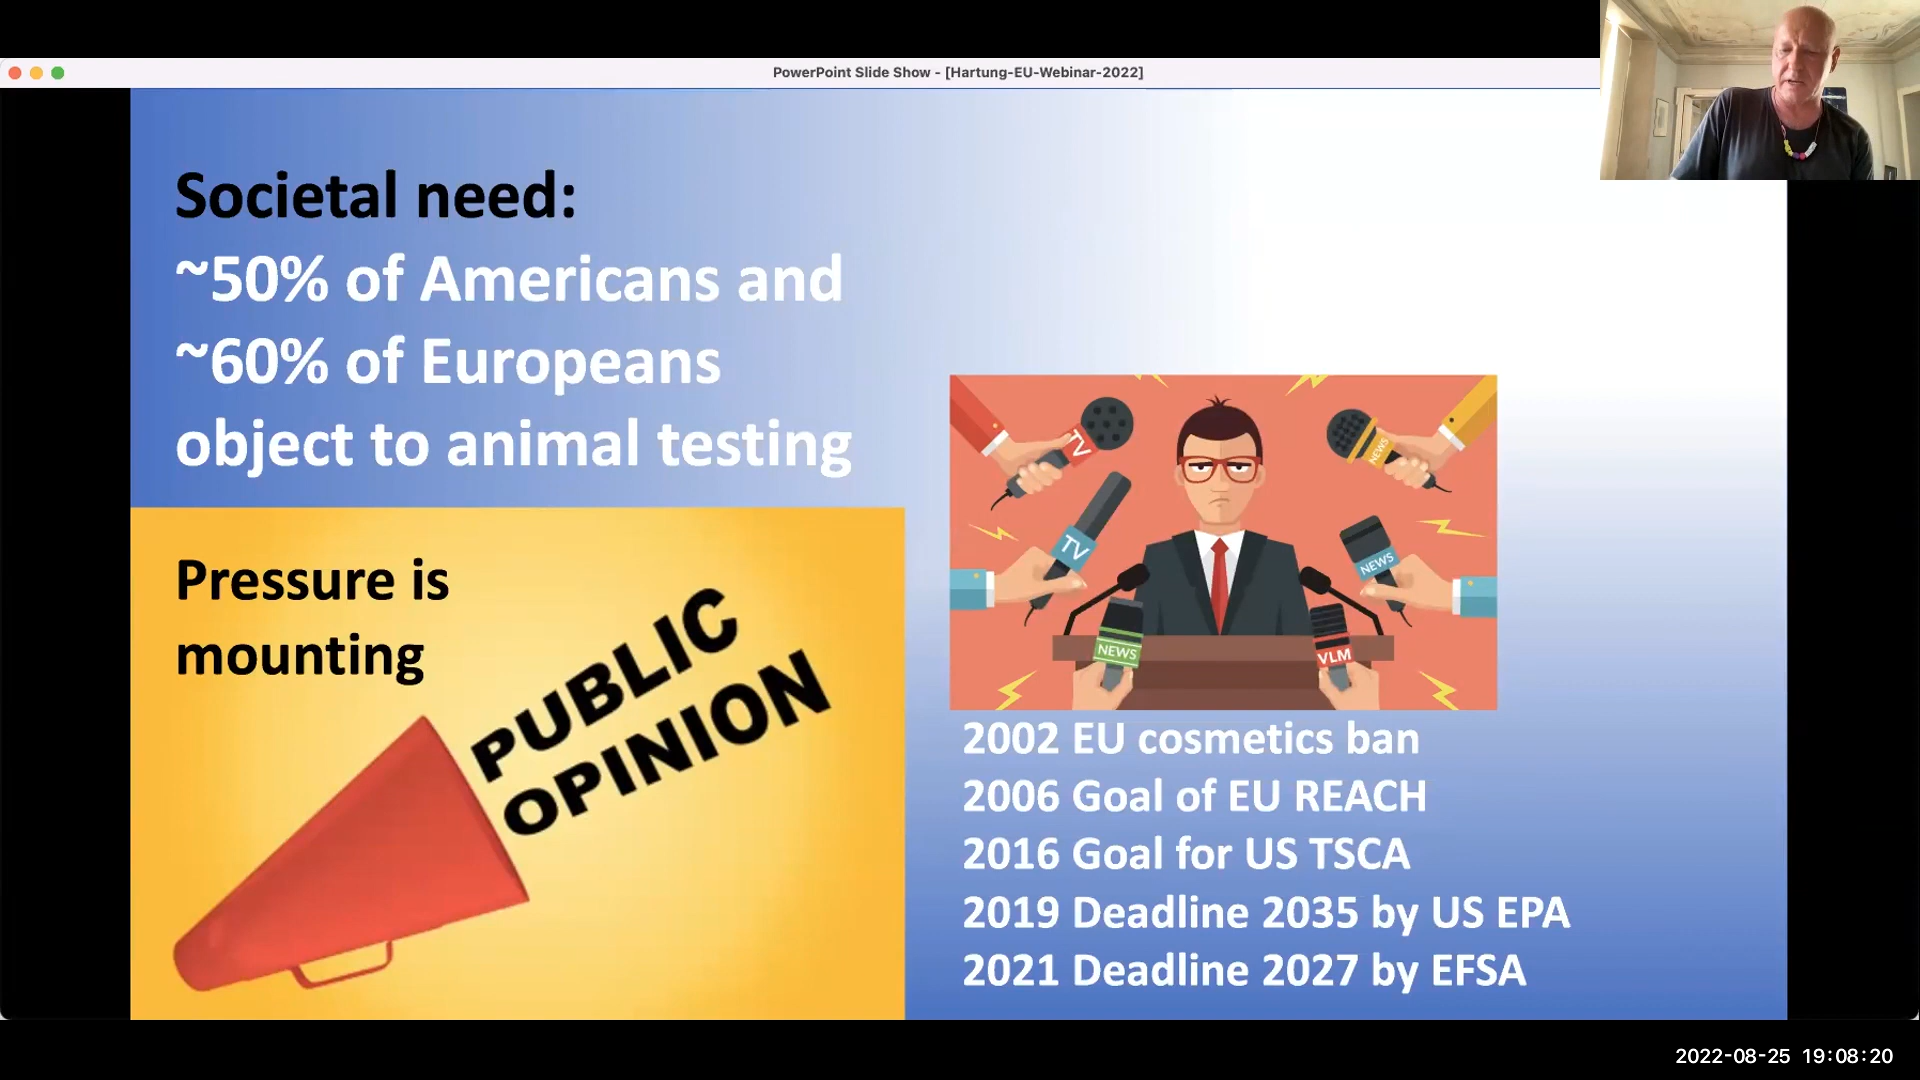 PowerPoint Slide Show - [Hartung-EU-Webinar-2022]
Societal need:
~50% of Americans and
~60% of Europeans
object to animal testing
Pressure is
mounting
PUBLIC
OPINION
TV
NEWS
TV
NEWS
NEWS
VLM
2002 EU cosmetics ban
2006 Goal of EU REACH
2016 Goal for US TSCA
2019 Deadline 2035 by US EPA
2021 Deadline 2027 by EFSA
2022-08-25 19:08:20